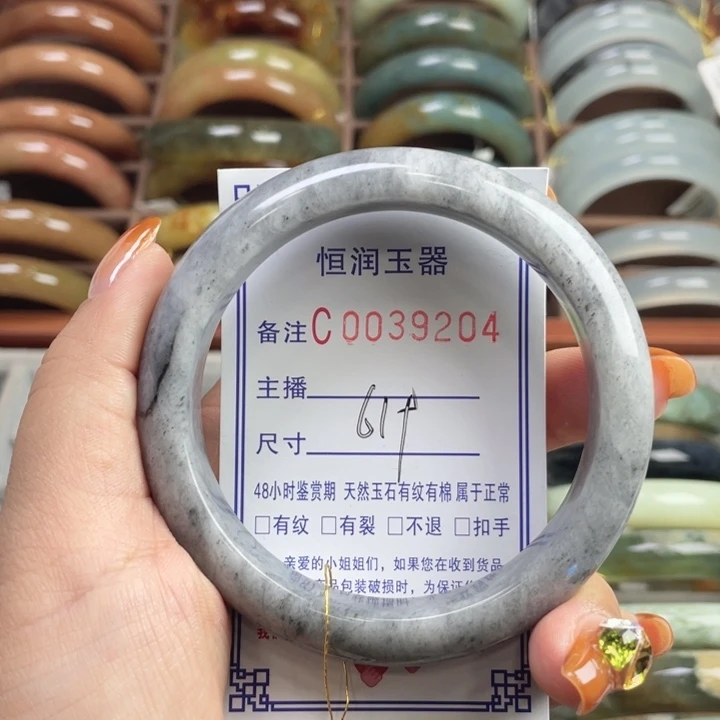 恒润玉器
备注 C 0039204
主播
61
尺寸
48小时鉴赏期 天然玉石有纹有棉 属于正常
□有纹 □有裂 □不退 □扣手
亲爱的小姐姐们，如果您在收到货品
产品包装破损时，为保证